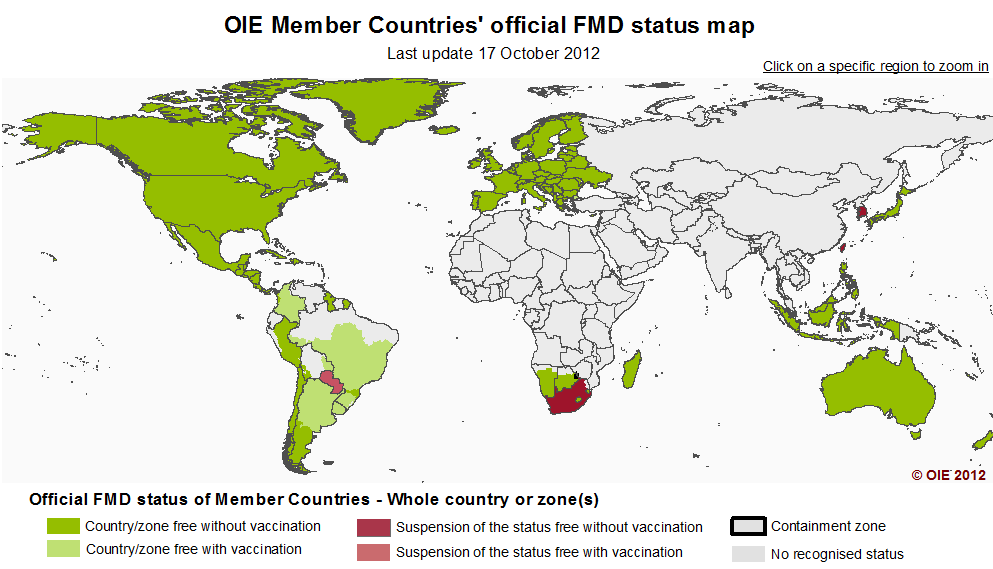 OIE Member Countries' official FMD status map
Last update 17 October 2012
Click on a specific region to zoom in
© OIE 2012
Official FMD status of Member Countries - Whole country or zone(s)
Country/zone free without vaccination
Suspension of the status free without vaccination
Containment zone
Country/zone free with vaccination
Suspension of the status free with vaccination
No recognised status